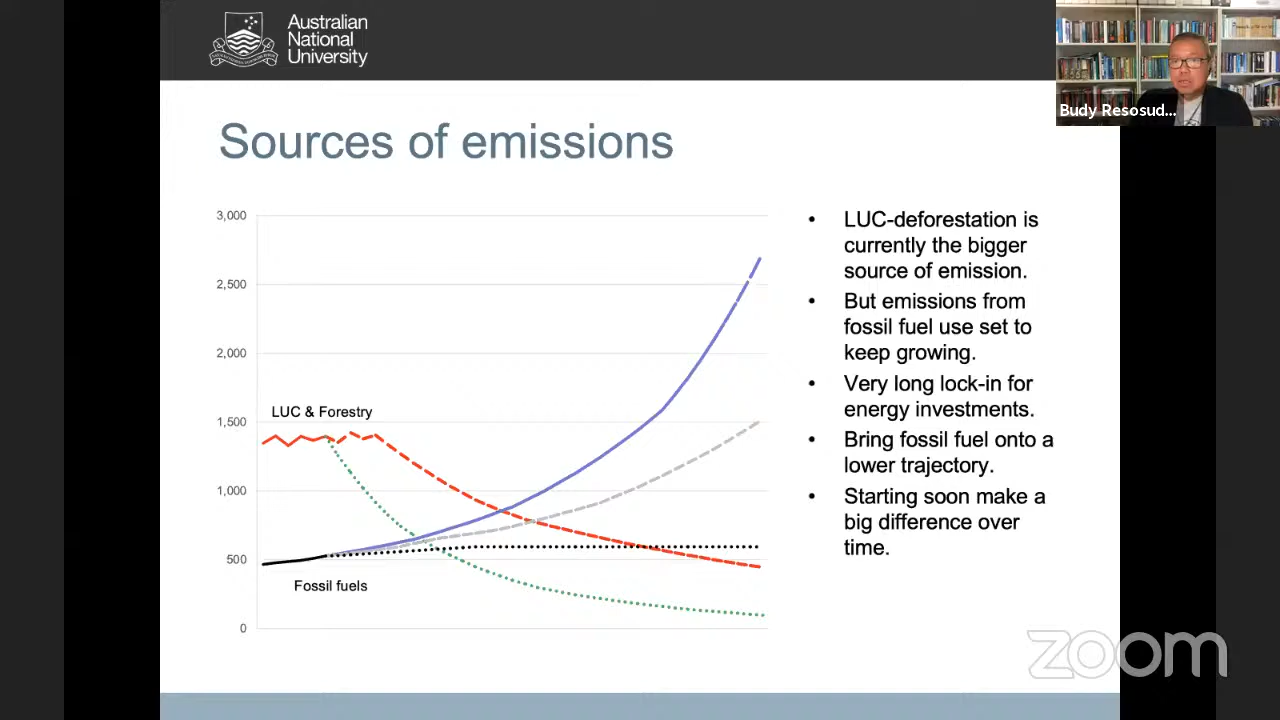 Australian
National
University
Budy Resosud...
Sources of emissions
3,000
2,500
2,000
1,500
1,000
500
0
LUC & Forestry
Fossil fuels
• LUC-deforestation is
currently the bigger
source of emission.
• But emissions from
fossil fuel use set to
keep growing.
• Very long lock-in for
energy investments.
• Bring fossil fuel onto a
lower trajectory.
• Starting soon make a
big difference over
time.
zoom